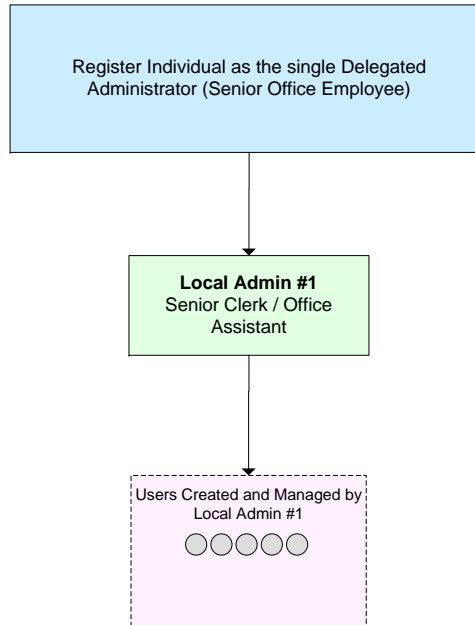 Register Individual as the single Delegated
Administrator (Senior Office Employee)
Local Admin #1
Senior Clerk / Office
Assistant
Users Created and Managed by
Local Admin #1